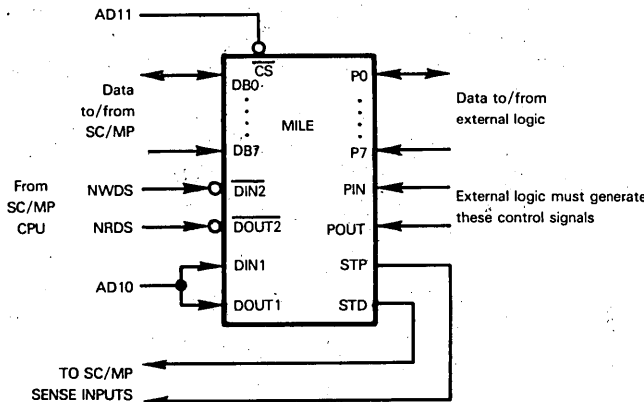 AD11
CS
DB0
P0
Data
to/from
SC/MP
MILE
Data to/from
external logic
DB7
P7
From
SC/MP
CPU
NWDS
DIN2
PIN
External logic must generate
these control signals
NRDS
DOUT2
POUT
DIN1
STP
AD10
DOUT1
STD
TO SC/MP
SENSE INPUTS